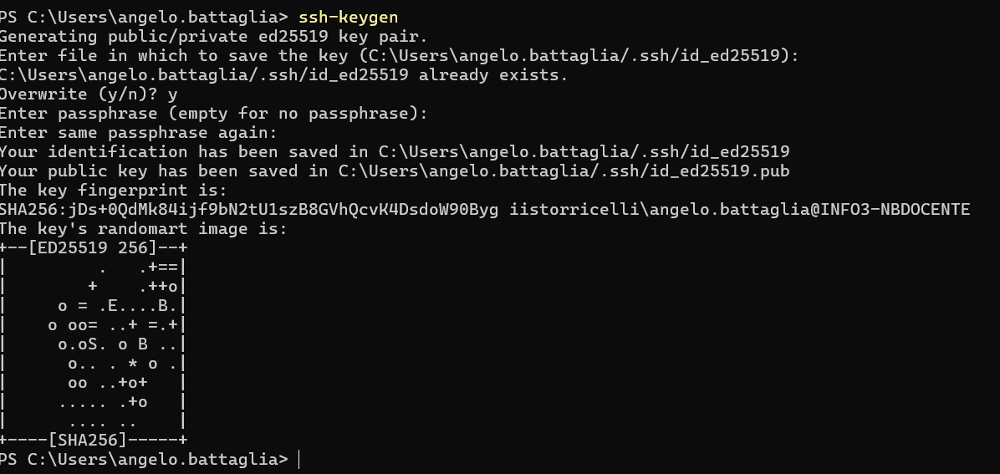 PS C:\Users\angelo.battaglia> ssh-keygen
Generating public/private ed25519 key pair.
Enter file in which to save the key (C:\Users\angelo.battaglia/.ssh/id_ed25519):
C:\Users\angelo.battaglia/.ssh/id_ed25519 already exists.
Overwrite (y/n)? y
Enter passphrase (empty for no passphrase):
Enter same passphrase again:
Your identification has been saved in C:\Users\angelo.battaglia/.ssh/id_ed25519
Your public key has been saved in C:\Users\angelo.battaglia/.ssh/id_ed25519.pub
The key fingerprint is:
SHA256:jDs+0QdMk84ijf9bN2tU1szB8GVhQcvK4DsdoW90Byg iistorricelli\angelo.battaglia@INFO3-NBDOCENTE
The key's randomart image is:
+--[ED25519 256]--+
|         .   .+==|
|        +    .++o|
|     o = .E....B.|
|    o oo= ..+ =.+|
|     o.oS. o B ..|
|      o.. . * o .|
|      oo ..+o+   |
|     ..... .+o   |
|      .... ..    |
+----[SHA256]-----+
PS C:\Users\angelo.battaglia>